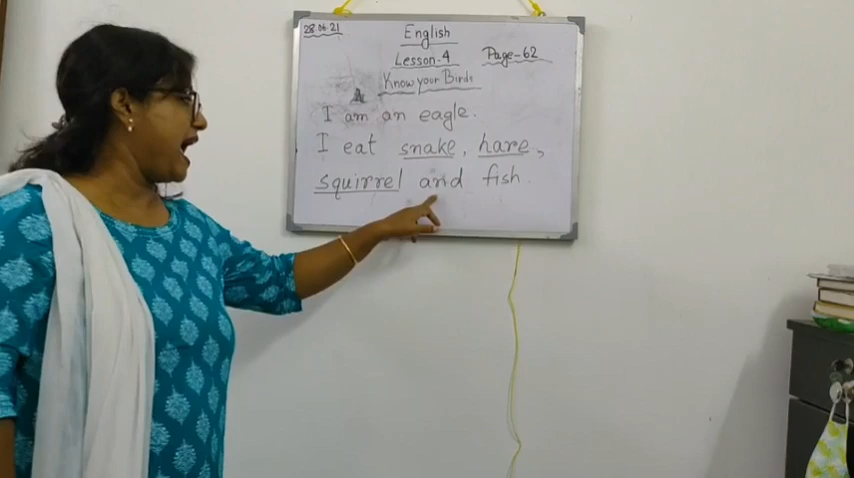 28.06.21
English
Lesson-4 Page-62
Know your Birds
I am an eagle.
I eat snake, hare,
squirrel and fish.